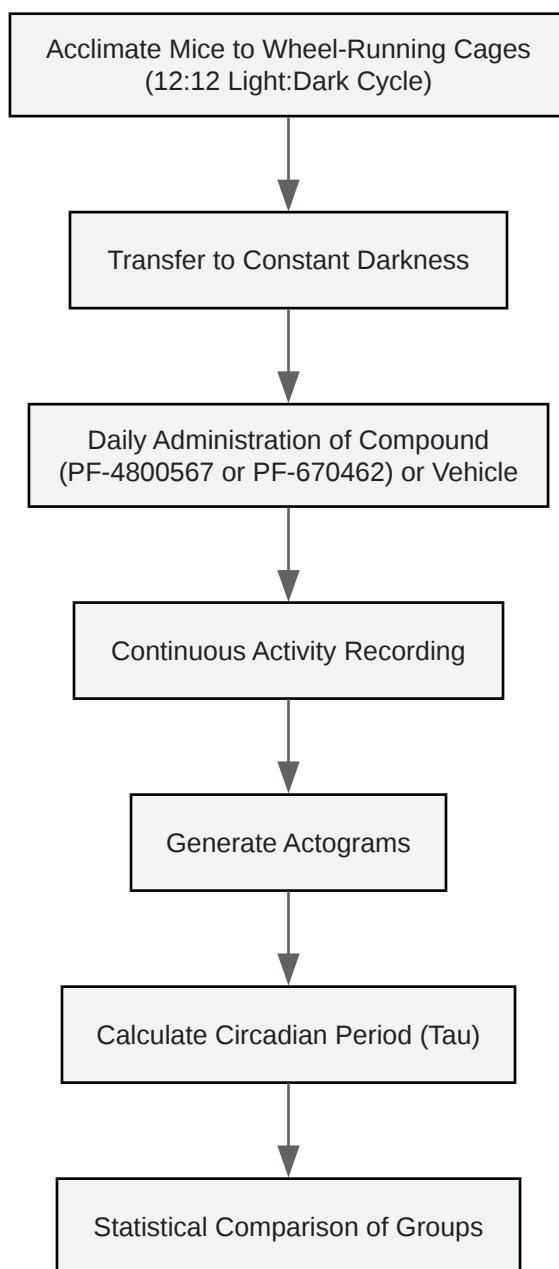 Acclimate Mice to Wheel-Running Cages
(12:12 Light:Dark Cycle)
Transfer to Constant Darkness
Daily Administration of Compound
(PF-4800567 or PF-670462) or Vehicle
Continuous Activity Recording
Generate Actograms
Calculate Circadian Period (Tau)
Statistical Comparison of Groups